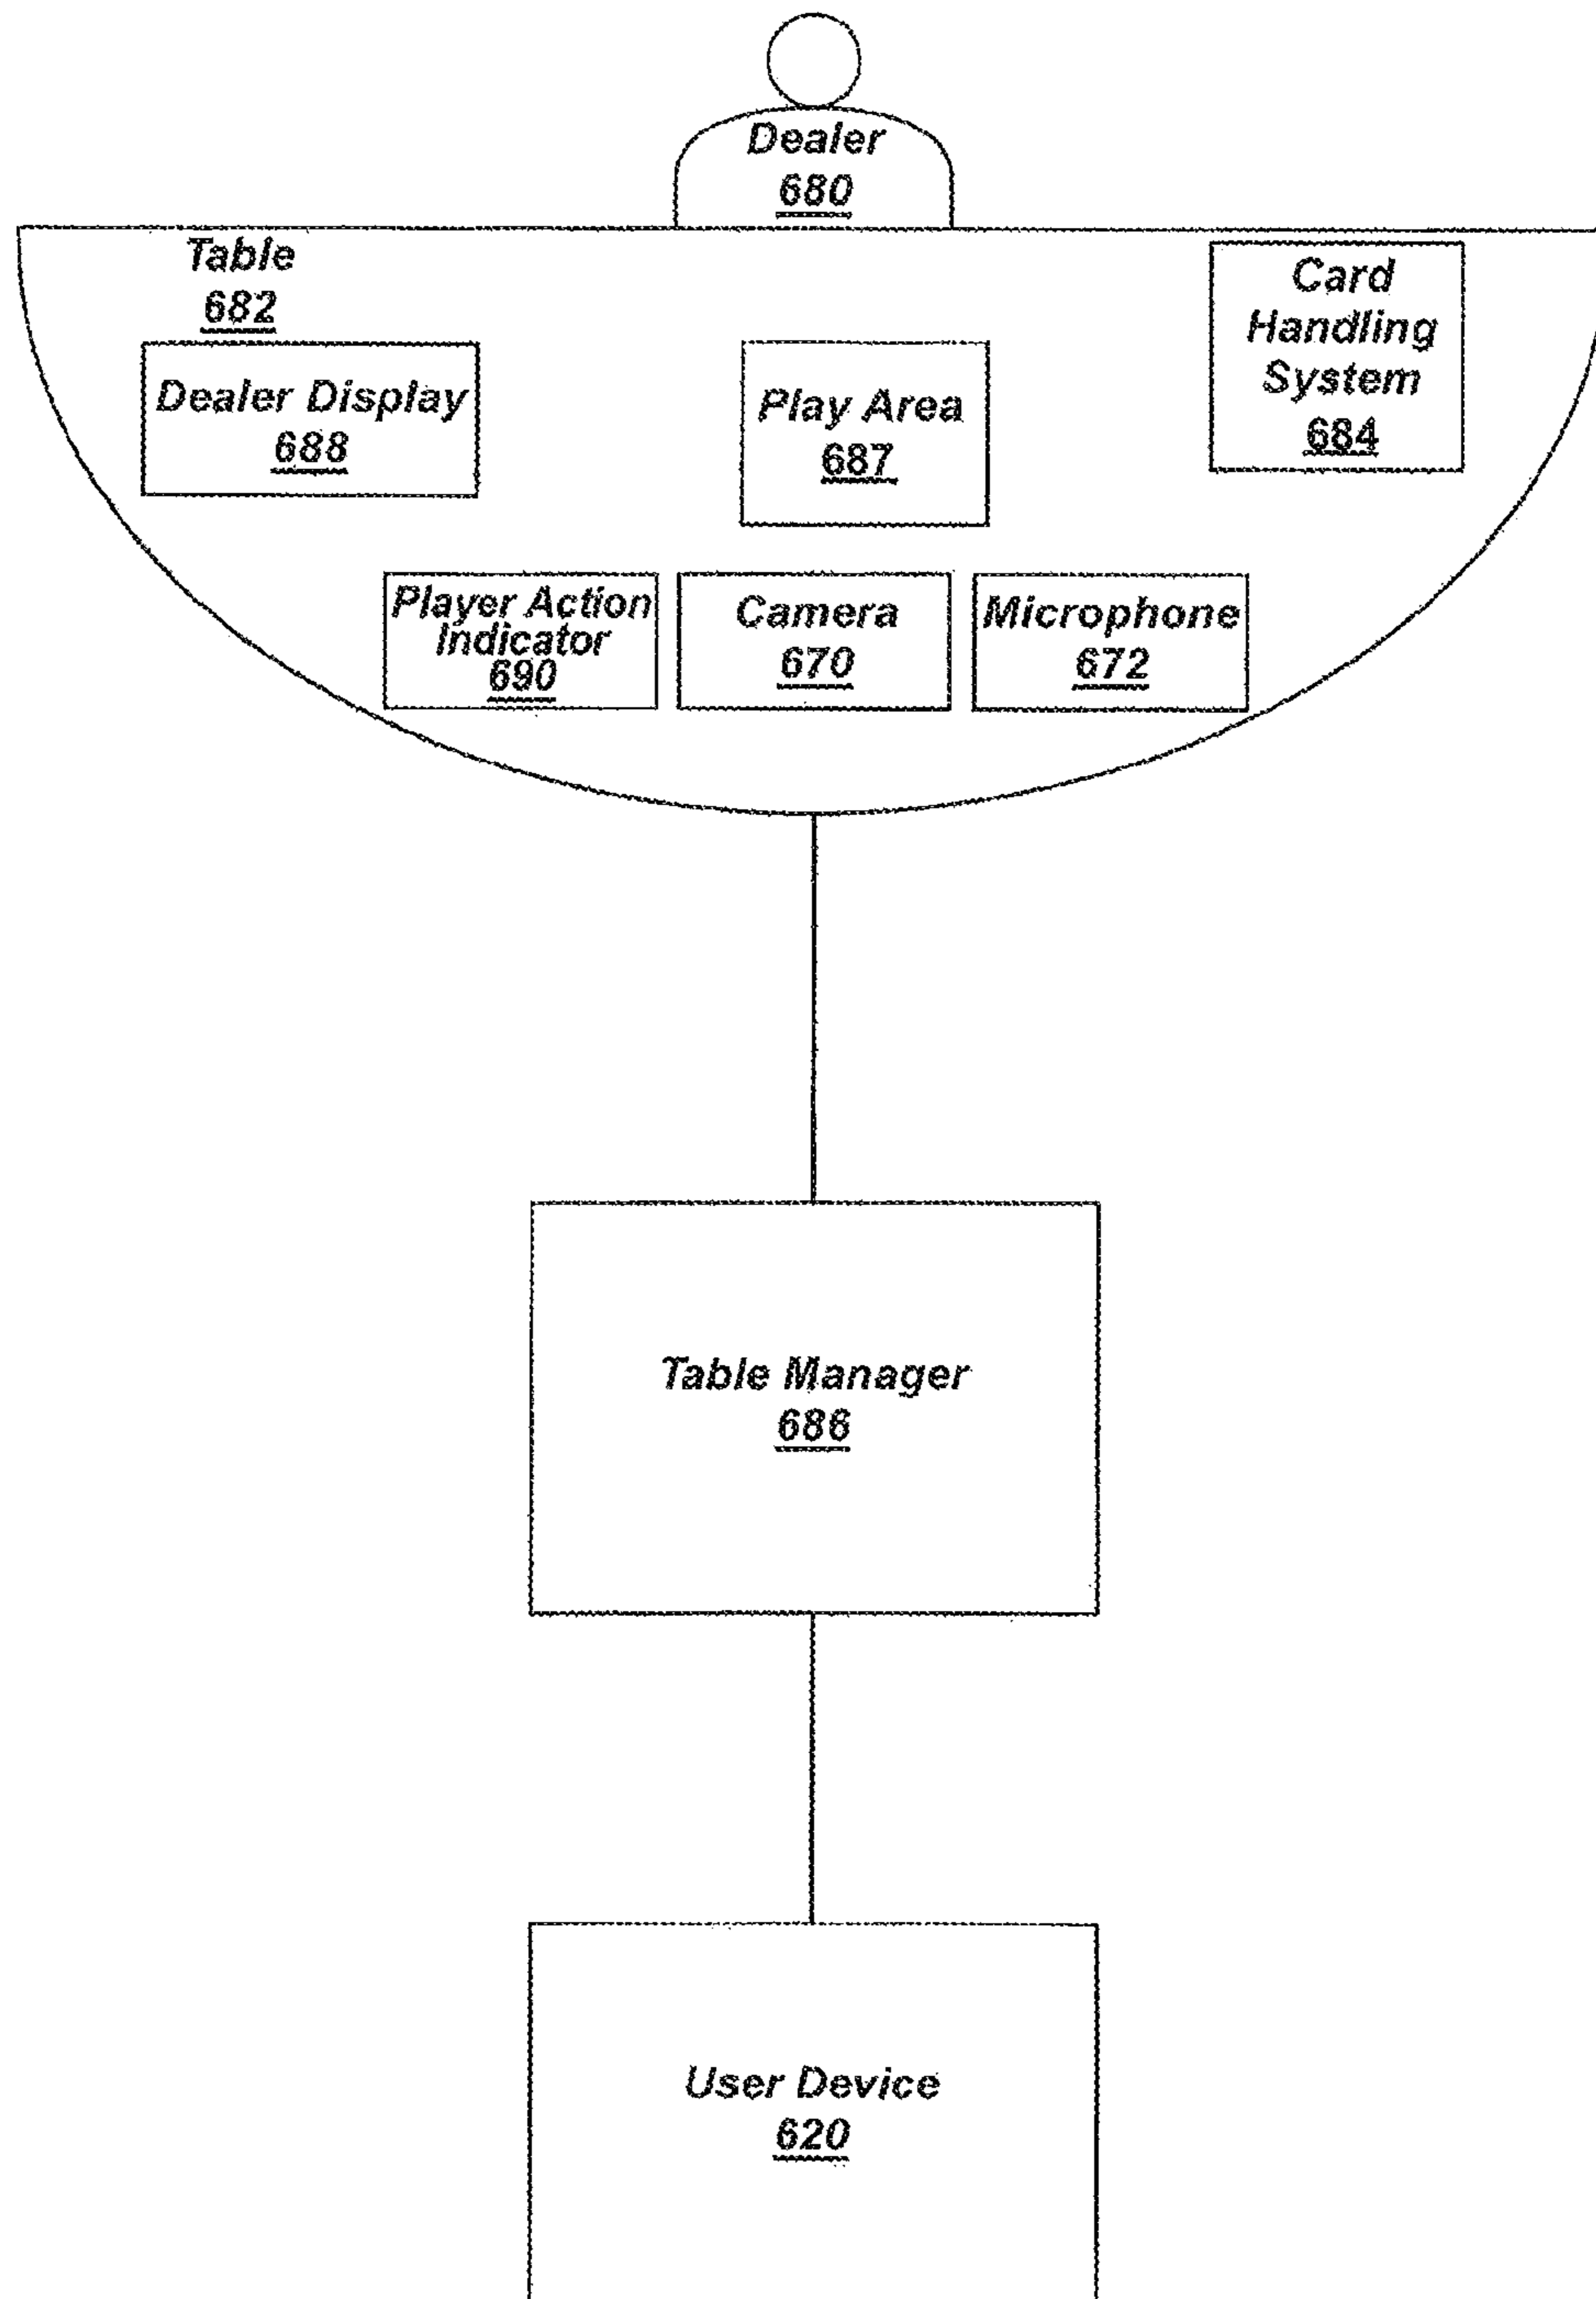 Dealer
680
Table
682
Card
Handling
System
684
Dealer Display
688
Play Area
687
Player Action
Indicator
690
Camera
670
Microphone
672
Table Manager
686
User Device
620